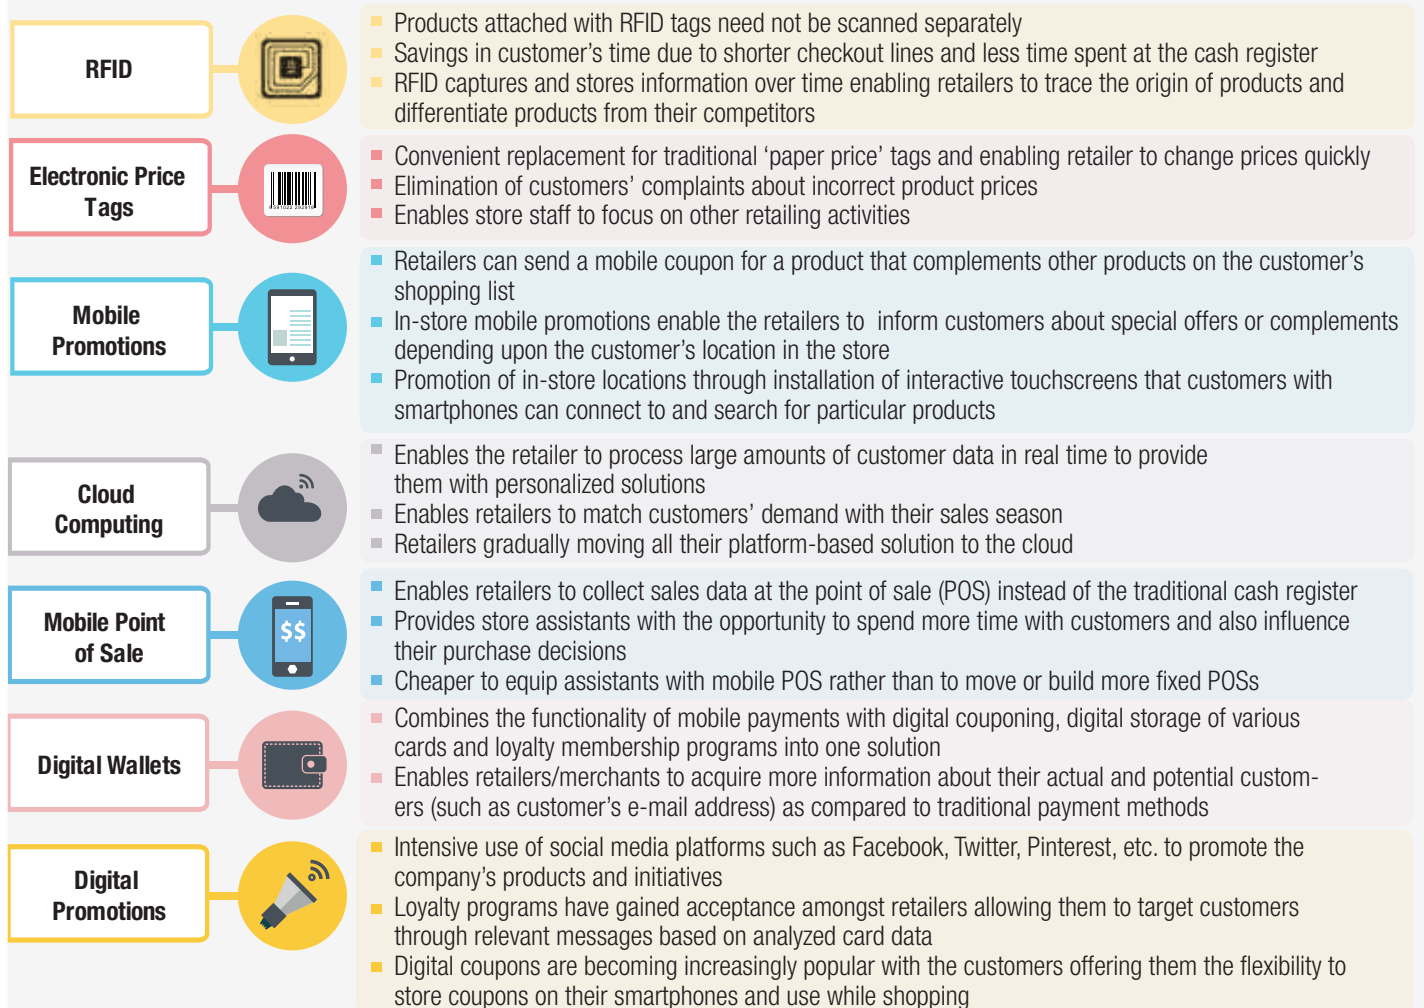 RFID
Products attached with RFID tags need not be scanned separately
Savings in customer's time due to shorter checkout lines and less time spent at the cash register
RFID captures and stores information over time enabling retailers to trace the origin of products and
differentiate products from their competitors
Electronic Price
Tags
Convenient replacement for traditional 'paper price' tags and enabling retailer to change prices quickly
Elimination of customers' complaints about incorrect product prices
Enables store staff to focus on other retailing activities
Mobile
Promotions
Retailers can send a mobile coupon for a product that complements other products on the customer's
shopping list
In-store mobile promotions enable the retailers to inform customers about special offers or complements
depending upon the customer's location in the store
Promotion of in-store locations through installation of interactive touchscreens that customers with
smartphones can connect to and search for particular products
Cloud
Computing
Enables the retailer to process large amounts of customer data in real time to provide
them with personalized solutions
Enables retailers to match customers' demand with their sales season
Retailers gradually moving all their platform-based solution to the cloud
Mobile Point
of Sale
$$
Enables retailers to collect sales data at the point of sale (POS) instead of the traditional cash register
Provides store assistants with the opportunity to spend more time with customers and also influence
their purchase decisions
Cheaper to equip assistants with mobile POS rather than to move or build more fixed POSs
Digital Wallets
Combines the functionality of mobile payments with digital couponing, digital storage of various
cards and loyalty membership programs into one solution
Enables retailers/merchants to acquire more information about their actual and potential custom-
ers (such as customer's e-mail address) as compared to traditional payment methods
Digital
Promotions
Intensive use of social media platforms such as Facebook, Twitter, Pinterest, etc. to promote the
company's products and initiatives
Loyalty programs have gained acceptance amongst retailers allowing them to target customers
through relevant messages based on analyzed card data
Digital coupons are becoming increasingly popular with the customers offering them the flexibility to
store coupons on their smartphones and use while shopping